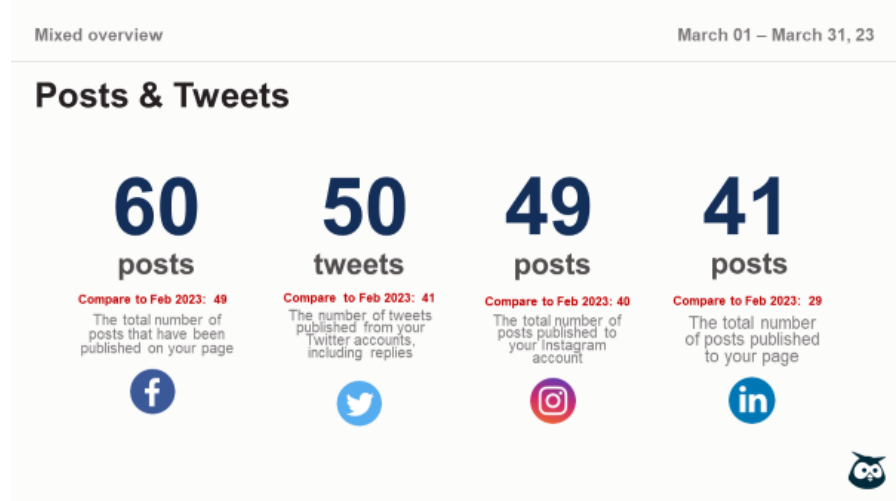 Mixed overview
March 01 – March 31, 23
Posts & Tweets
60
posts
Compare to Feb 2023: 49
The total number of
posts that have been
published on your page
50
tweets
Compare to Feb 2023: 41
The number of tweets
published from your
Twitter accounts,
including replies
49
posts
Compare to Feb 2023: 40
The total number of
posts published to
your Instagram
account
41
posts
Compare to Feb 2023: 29
The total number
of posts published
to your page
f
in